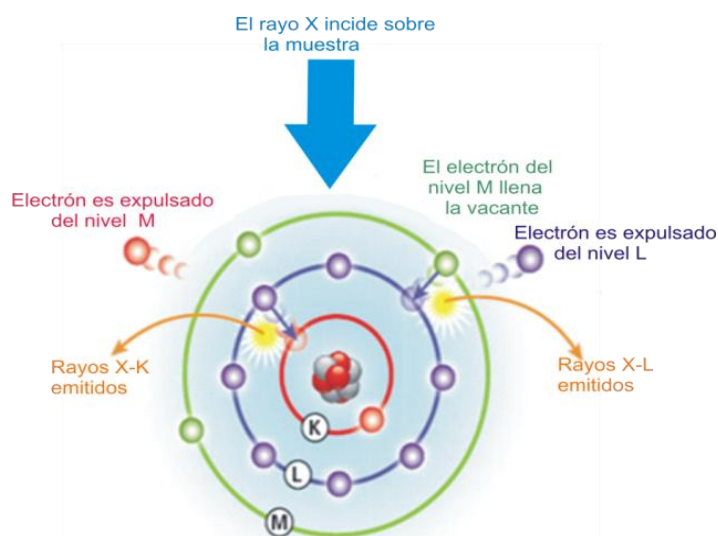 El rayo X incide sobre
la muestra
El electrón del
nivel M llena
la vacante
Electrón es expulsado
del nivel M
Electrón es expulsado
del nivel L
Rayos X-K
emitidos
Rayos X-L
emitidos
K
L
M